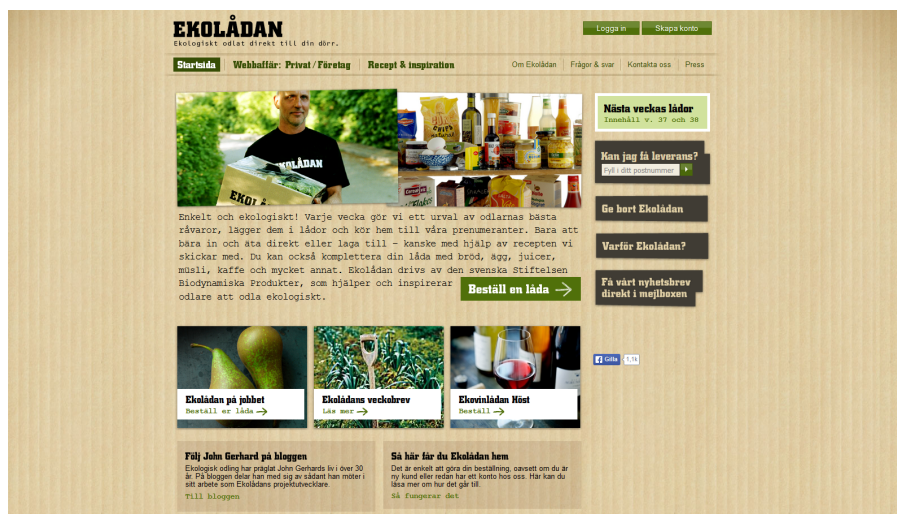 EKOLÅDAN
Ekologiskt odlat direkt till din dörr.
Logga in
Skapa konto
Startsida
Webbaffär: Privat / Företag
Recept & inspiration
Om Ekolådan
Frågor & svar
Kontakta oss
Press
EKOLÅDAN
EKOLÅDAN
Enkelt och ekologiskt! Varje vecka gör vi ett urval av odlarnas bästa
råvaror, lägger dem i lådor och kör hem till våra prenumeranter. Bara att
bära in och äta direkt eller laga till – kanske med hjälp av recepten vi
skickar med. Du kan också komplettera din låda med bröd, ägg, juicer,
müsli, kaffe och mycket annat. Ekolådan drivs av den svenska Stiftelsen
Biodynamiska Produkter, som hjälper och inspirerar
odlare att odla ekologiskt.
Beställ en låda
Nästa veckas lådor
Innehåll v. 37 och 38
Kan jag få leverans?
Fyll i ditt postnummer
Ge bort Ekolådan
Varför Ekolådan?
Få vårt nyhetsbrev
direkt i mejlboxen
Gilla
1,1k
Ekolådan på jobbet
Beställ er låda
Ekolådans veckobrev
Läs mer
Ekovinlådan Höst
Beställ
Följ John Gerhard på bloggen
Ekologisk odling har präglat John Gerhards liv i över 30
år. På bloggen delar han med sig av sådant han möter i
sitt arbete som Ekolådans projektutvecklare.
Till bloggen
Så här får du Ekolådan hem
Det är enkelt att göra din beställning, oavsett om du är
ny kund eller redan har ett konto hos oss. Här kan du
läsa mer om hur det går till.
Så fungerar det